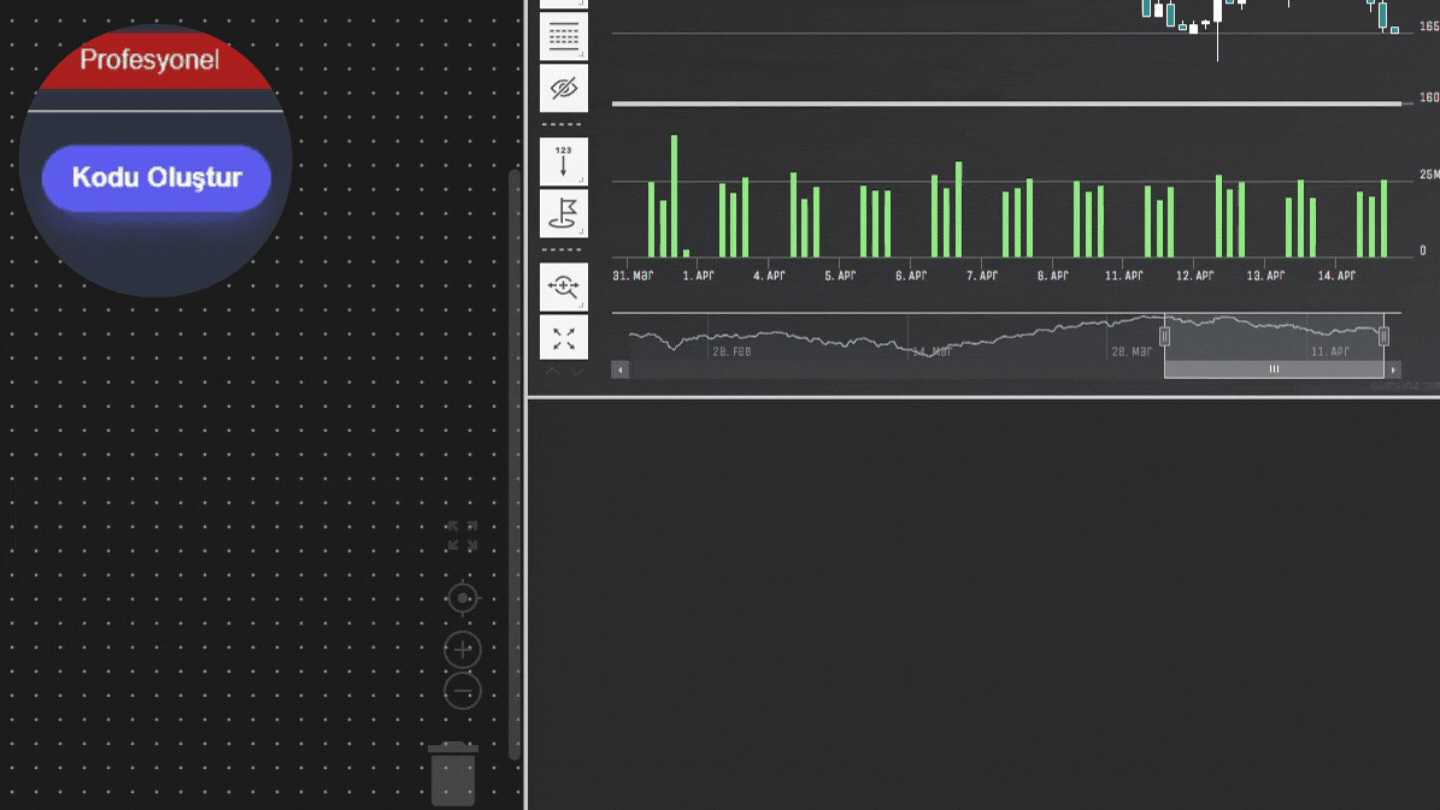 Profesyonel
Kodu Oluştur
123
165
160
25M
0
31. Mar
1. Apr
4. Apr
5. Apr
6. Apr
7. Apr
8. Apr
11. Apr
12. Apr
13. Apr
14. Apr
28. Feb
14. Mar
28. Mar
11. Apr